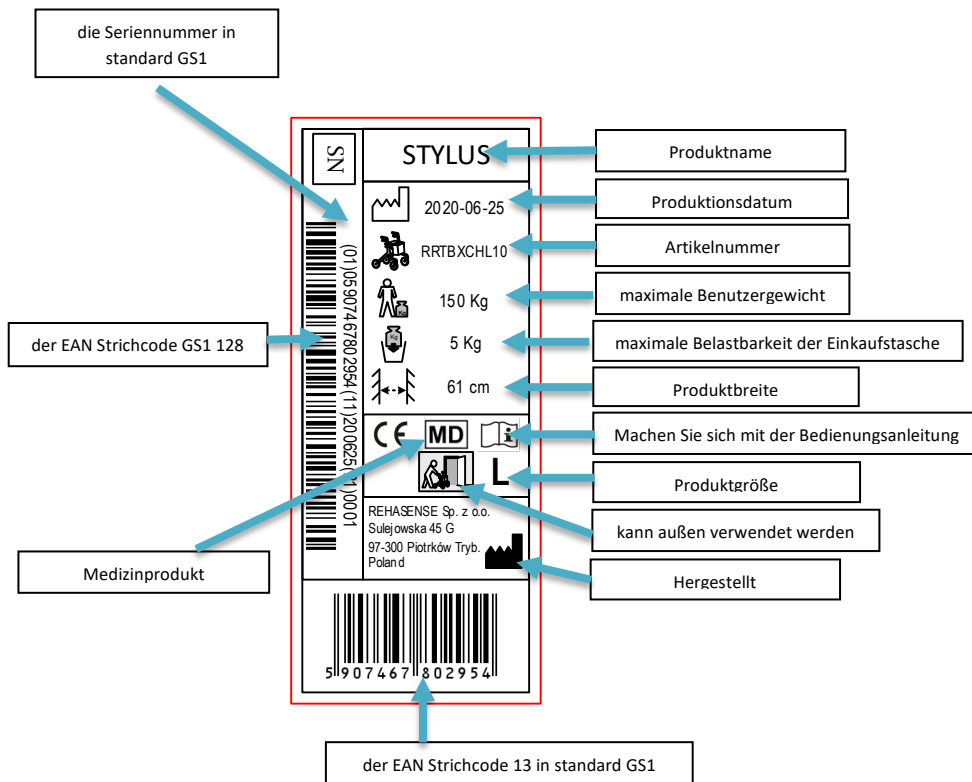 die Seriennummer in
standard GS1
SN
STYLUS
Produktname
2020-06-25
Produktionsdatum
RRTBXCHL10
Artikelnummer
Kg
150 Kg
maximale Benutzergewicht
(01)05907467802954(11)200625(21)0001
der EAN Strichcode GS1 128
Kg
5 Kg
maximale Belastbarkeit der Einkaufstasche
61 cm
Produktbreite
CE MD i
Machen Sie sich mit der Bedienungsanleitung
L
Produktgröße
REHASENSE Sp. z o.o.
Sulejowska 45 G
97-300 Piotrków Tryb.
Poland
kann außen verwendet werden
Medizinprodukt
Hergestellt
5 907467 802954
der EAN Strichcode 13 in standard GS1